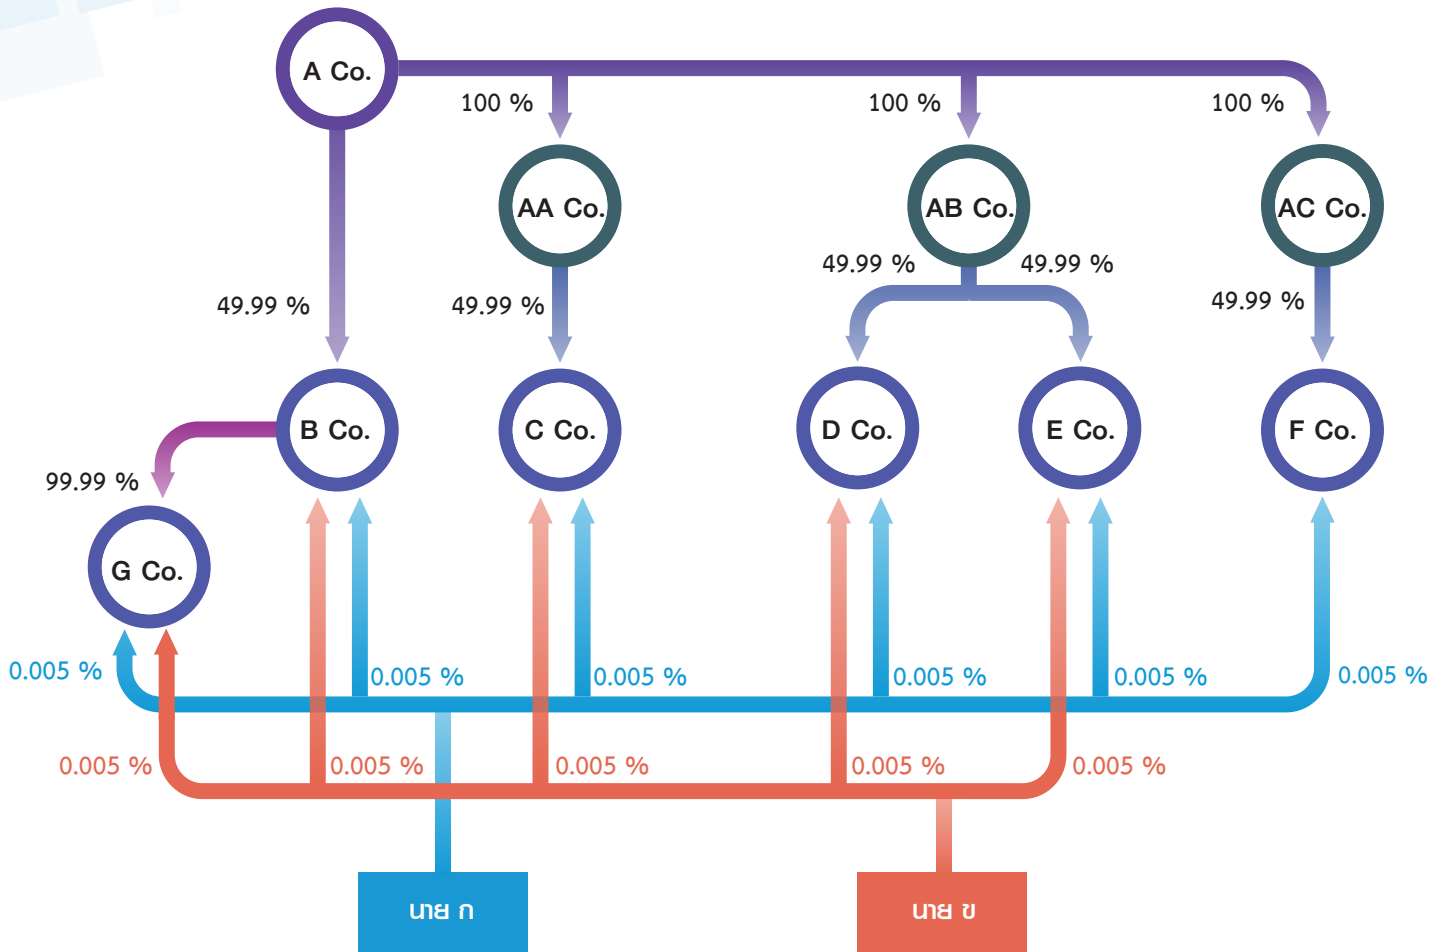 A Co.
100 %
100 %
100 %
AA Co.
AB Co.
AC Co.
49.99 %
49.99 %
49.99 %
49.99 %
49.99 %
B Co.
C Co.
D Co.
E Co.
F Co.
99.99 %
G Co.
0.005 %
0.005 %
0.005 %
0.005 %
0.005 %
0.005 %
0.005 %
0.005 %
0.005 %
0.005 %
0.005 %
นาย ก
นาย ข